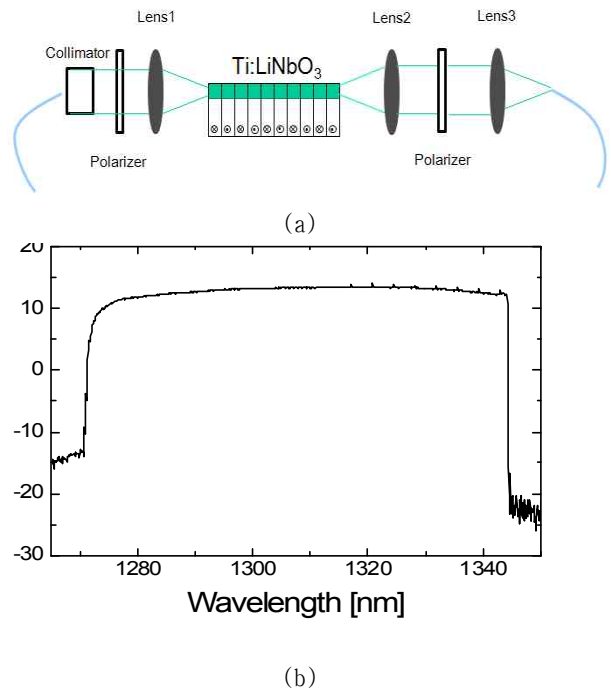 Lens1
Lens2
Lens3
Collimator
Ti:LiNbO3
Polarizer
Polarizer
(a)
20
10
0
-10
-20
-30
1280
1300
1320
1340
Wavelength [nm]
(b)